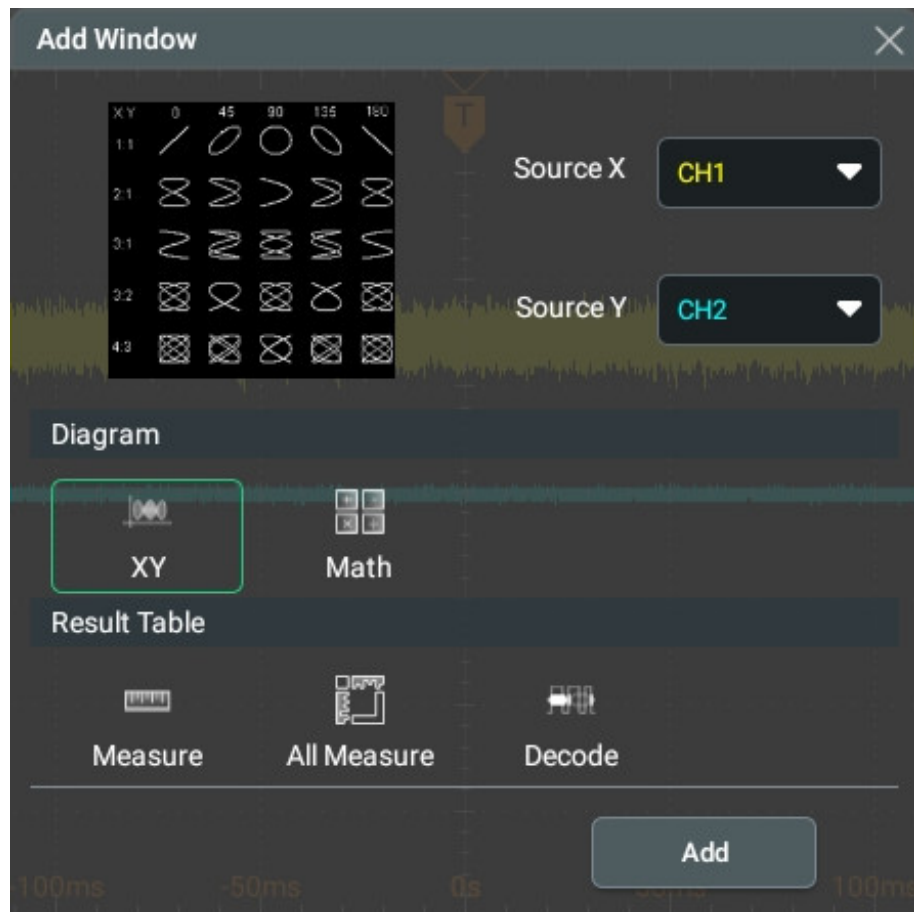 Add Window
X Y 0 45 90 135 180
1:1
2:1
3:1
3:2
4:3
T
Source X CH1
Source Y CH2
Diagram
XY Math
Result Table
Measure All Measure Decode
Add
-100ms -50ms 0s 50ms 100ms